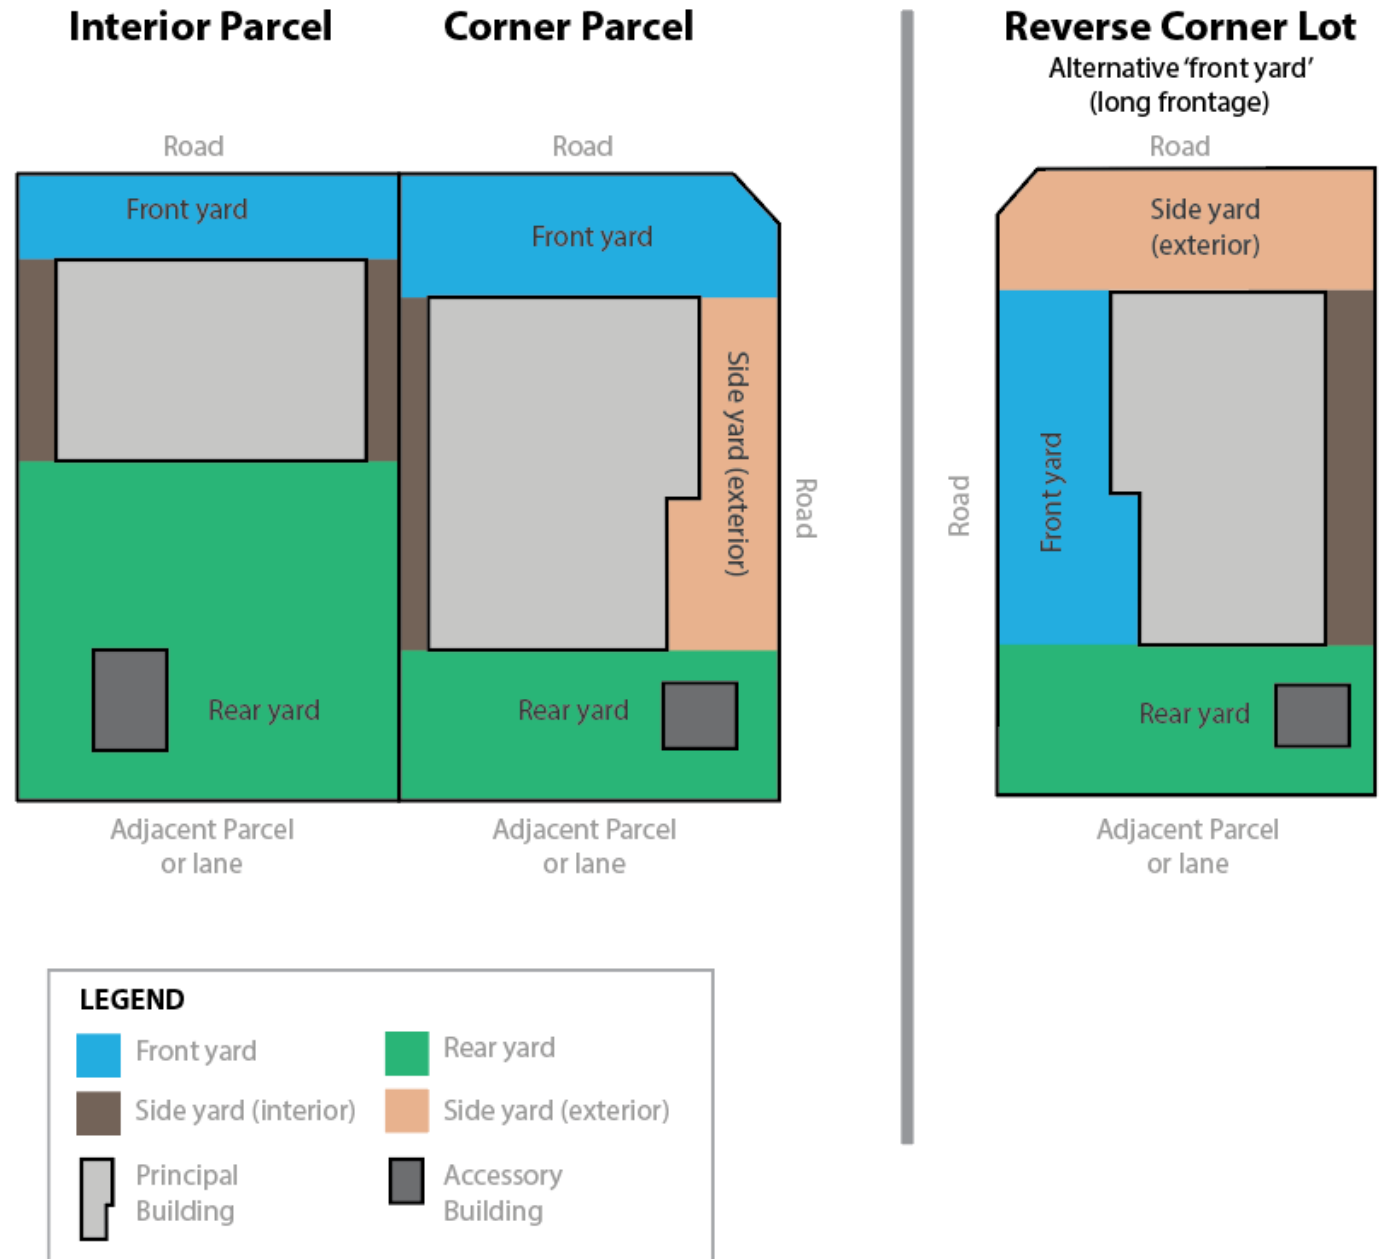 Interior Parcel
Corner Parcel
Reverse Corner Lot
Alternative ‘front yard’
(long frontage)
Road
Road
Road
Front yard
Front yard
Side yard
(exterior)
Side yard (exterior)
Road
Road
Front yard
Rear yard
Rear yard
Rear yard
Adjacent Parcel
or lane
Adjacent Parcel
or lane
Adjacent Parcel
or lane
LEGEND
Front yard
Rear yard
Side yard (interior)
Side yard (exterior)
Principal
Building
Accessory
Building